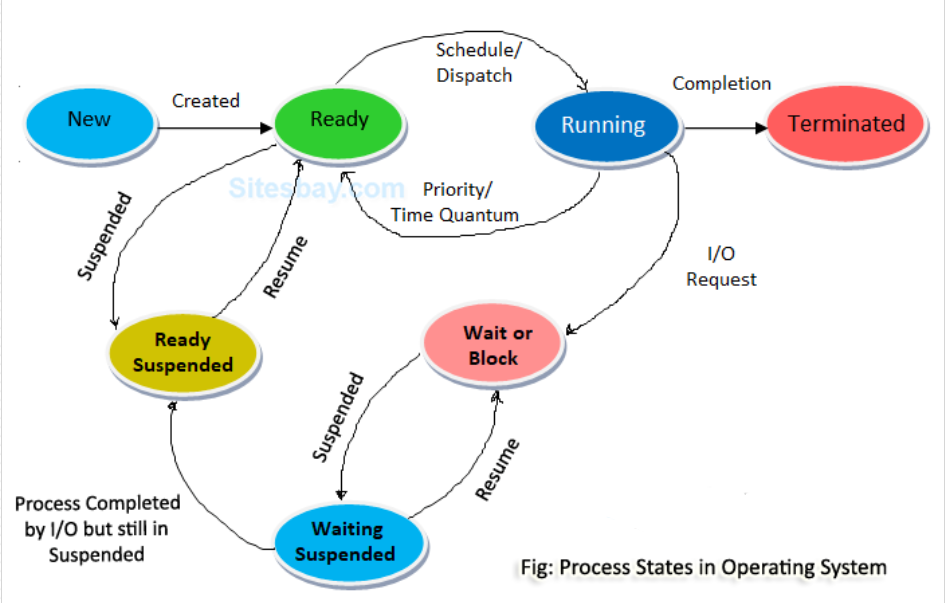 Schedule/
Dispatch
Completion
Created
New
Ready
Running
Terminated
Sitesbay.com
Priority/
Time Quantum
Suspended
Resume
I/O
Request
Ready
Suspended
Wait or
Block
Suspended
Resume
Process Completed
by I/O but still in
Suspended
Waiting
Suspended
Fig: Process States in Operating System